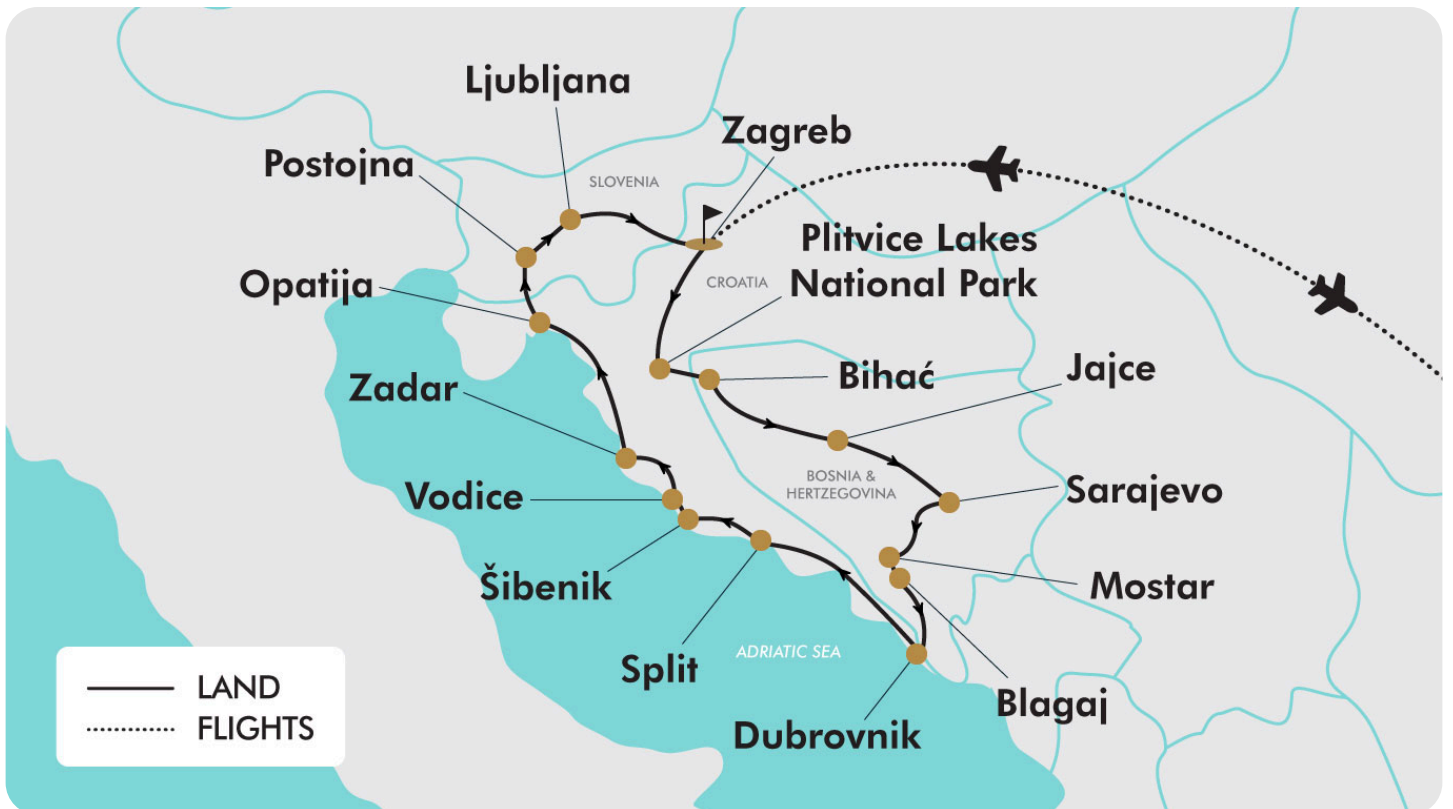 Ljubljana
Zagreb
Postojna
SLOVENIA
Plitvice Lakes
National Park
Opatija
CROATIA
Bihać
Jajce
Zadar
BOSNIA &
HERTZEGOVINA
Vodice
Sarajevo
Šibenik
Mostar
Split
ADRIATIC SEA
Blagaj
Dubrovnik
LAND
FLIGHTS